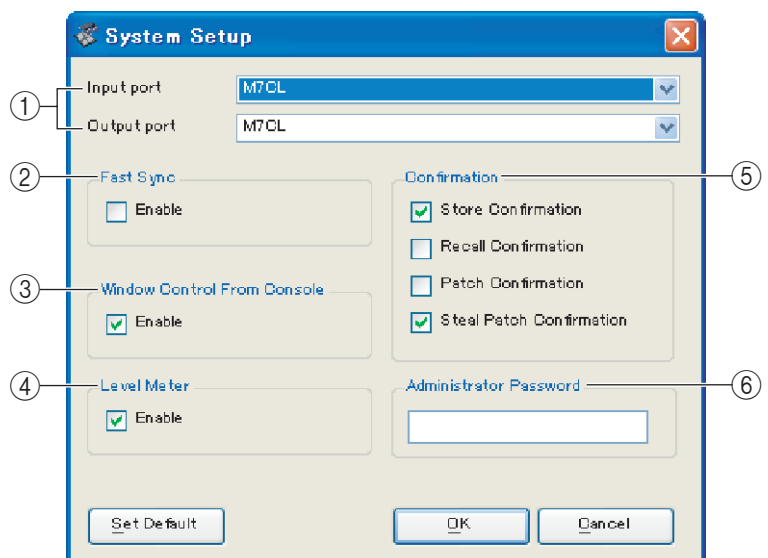 System Setup
① Input port M7CL
Output port M7CL
② Fast Sync
Enable
③ Window Control From Console
Enable
④ Level Meter
Enable
Confirmation ⑤
Store Confirmation
Recall Confirmation
Patch Confirmation
Steal Patch Confirmation
Administrator Password ⑥
Set Default OK Cancel